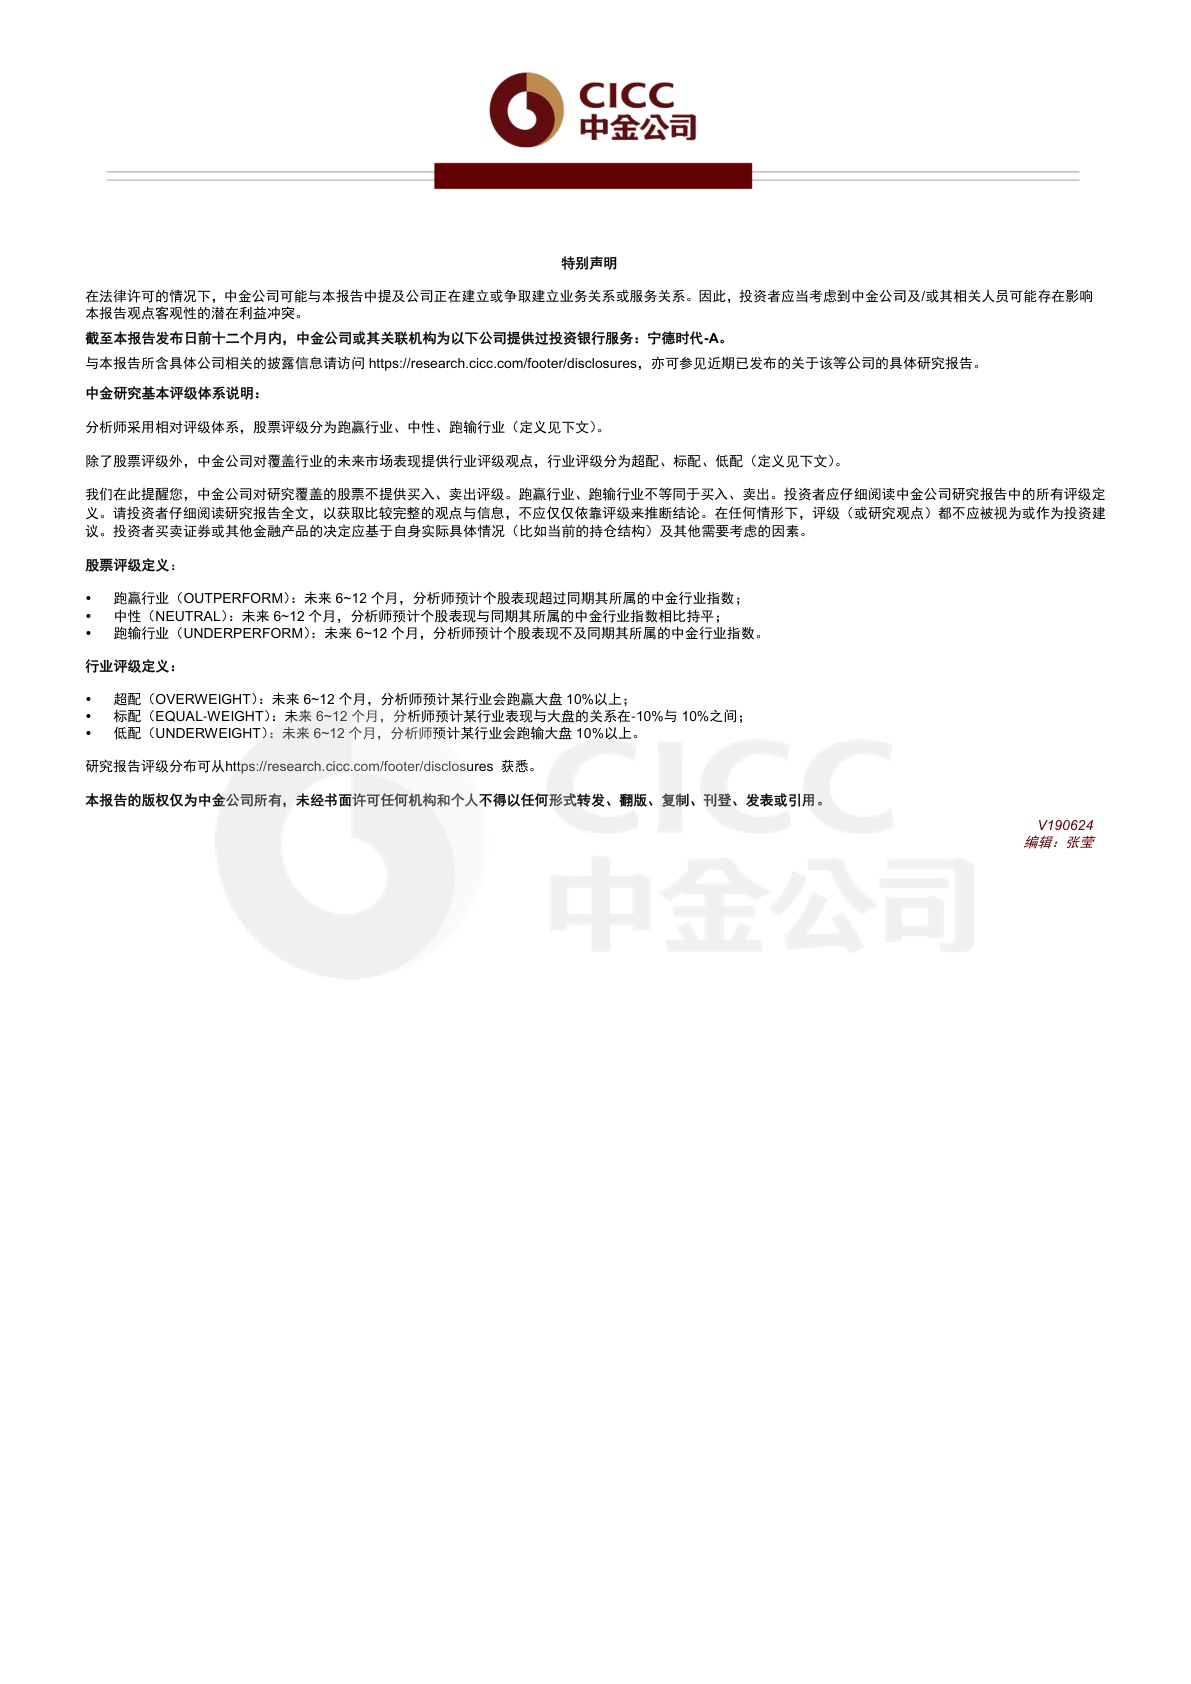 CICC
中金公司
特别声明
在法律许可的情况下，中金公司可能与本报告中提及公司正在建立或争取建立业务关系或服务关系。因此，投资者应当考虑到中金公司及/或其相关人员可能存在影响
本报告观点客观性的潜在利益冲突。
截至本报告发布日前十二个月内，中金公司或其关联机构为以下公司提供过投资银行服务：宁德时代-A。
与本报告所含具体公司相关的披露信息请访问 https://research.cicc.com/footer/disclosures，亦可参见近期已发布的关于该等公司的具体研究报告。
中金研究基本评级体系说明：
分析师采用相对评级体系，股票评级分为跑赢行业、中性、跑输行业（定义见下文）。
除了股票评级外，中金公司对覆盖行业的未来市场表现提供行业评级观点，行业评级分为超配、标配、低配（定义见下文）。
我们在此提醒您，中金公司对研究覆盖的股票不提供买入、卖出评级。跑赢行业、跑输行业不等同于买入、卖出。投资者应仔细阅读中金公司研究报告中的所有评级定
义。请投资者仔细阅读研究报告全文，以获取比较完整的观点与信息，不应仅仅依靠评级来推断结论。在任何情形下，评级（或研究观点）都不应被视为或作为投资建
议。投资者买卖证券或其他金融产品的决定应基于自身实际具体情况（比如当前的持仓结构）及其他需要考虑的因素。
股票评级定义：
• 跑赢行业（OUTPERFORM）：未来 6~12 个月，分析师预计个股表现超过同期其所属的中金行业指数；
• 中性（NEUTRAL）：未来 6~12 个月，分析师预计个股表现与同期其所属的中金行业指数相比持平；
• 跑输行业（UNDERPERFORM）：未来 6~12 个月，分析师预计个股表现不及同期其所属的中金行业指数。
行业评级定义：
• 超配（OVERWEIGHT）：未来 6~12 个月，分析师预计某行业会跑赢大盘 10%以上；
• 标配（EQUAL-WEIGHT）：未来 6~12 个月，分析师预计某行业表现与大盘的关系在-10%与 10%之间；
• 低配（UNDERWEIGHT）：未来 6~12 个月，分析师预计某行业会跑输大盘 10%以上。
研究报告评级分布可从https://research.cicc.com/footer/disclosures 获悉。
本报告的版权仅为中金公司所有，未经书面许可任何机构和个人不得以任何形式转发、翻版、复制、刊登、发表或引用。
V190624
编辑：张莹
CICC
中金公司